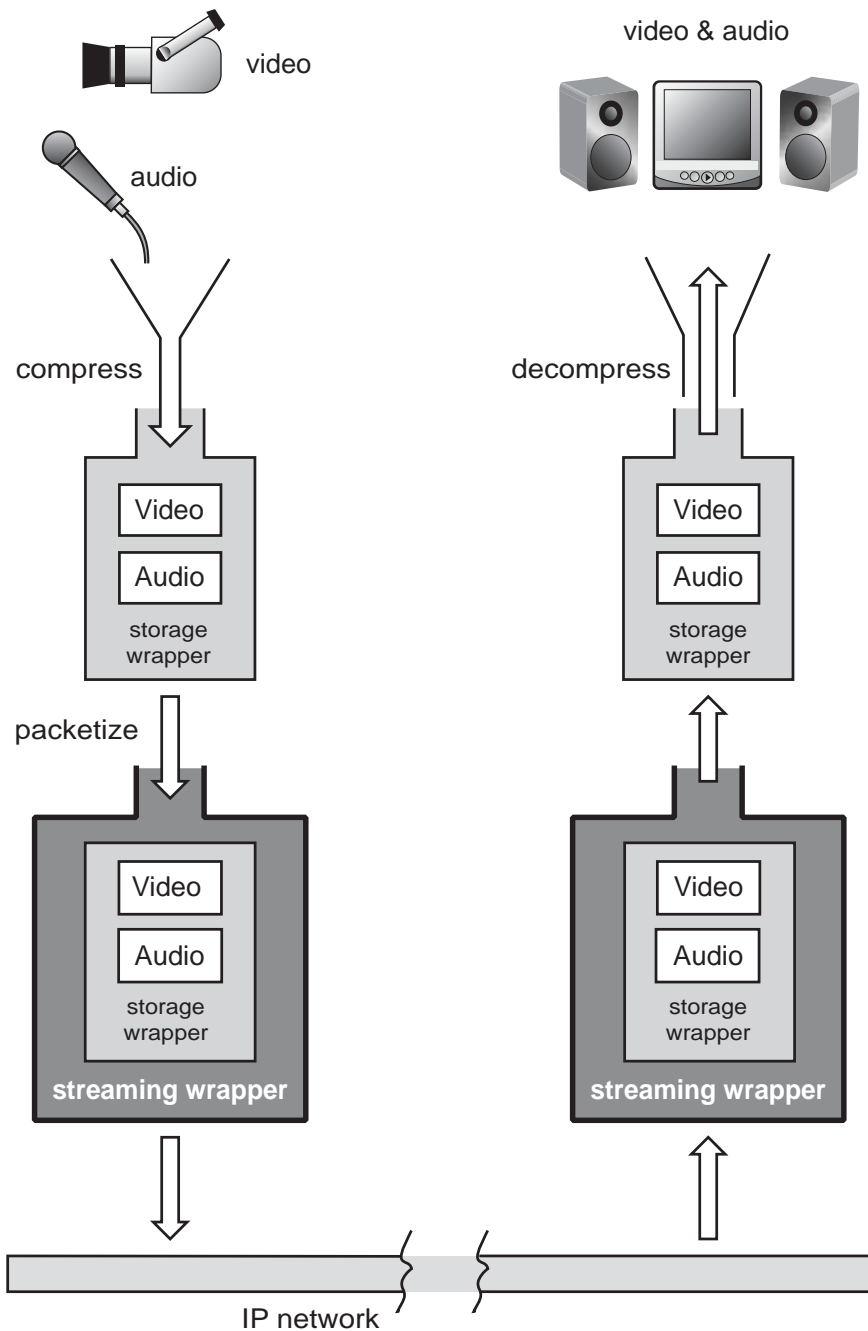 video
audio
compress
Video
Audio
storage
wrapper
packetize
Video
Audio
storage
wrapper
streaming wrapper
IP network
video & audio
decompress
Video
Audio
storage
wrapper
Video
Audio
storage
wrapper
streaming wrapper